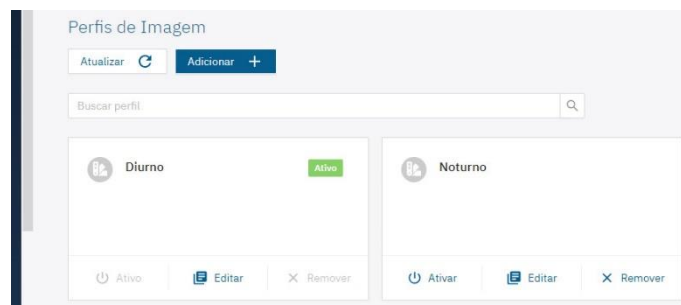 Perfis de Imagem
Atualizar Adicionar
Buscar perfil
Diurno Ativo Noturno
Ativo Editar Remover Ativar Editar Remover